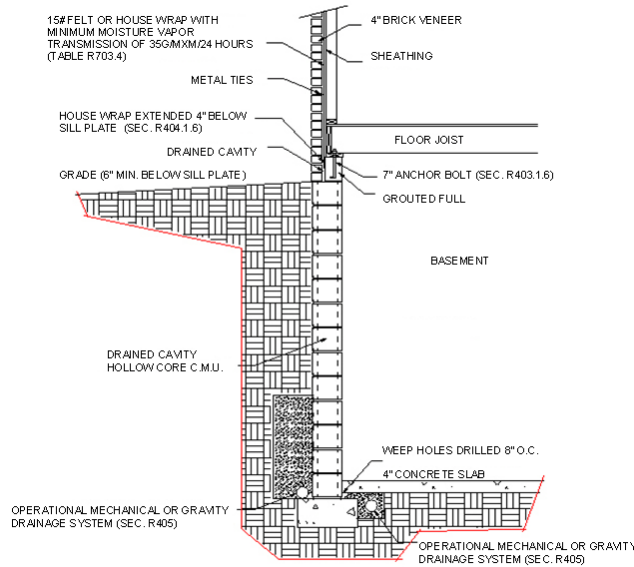 15# FELT OR HOUSE WRAP WITH
MINIMUM MOISTURE VAPOR
TRANSMISSION OF 35G/MXM/24 HOURS
(TABLE R703.4)
4" BRICK VENEER
SHEATHING
METAL TIES
HOUSE WRAP EXTENDED 4" BELOW
SILL PLATE (SEC. R404.1.6)
FLOOR JOIST
DRAINED CAVITY
GRADE (6" MIN. BELOW SILL PLATE)
7" ANCHOR BOLT (SEC. R403.1.6)
GROUTED FULL
BASEMENT
DRAINED CAVITY
HOLLOW CORE C.M.U.
WEEP HOLES DRILLED 8" O.C.
4" CONCRETE SLAB
OPERATIONAL MECHANICAL OR GRAVITY
DRAINAGE SYSTEM (SEC. R405)
OPERATIONAL MECHANICAL OR GRAVITY
DRAINAGE SYSTEM (SEC. R405)